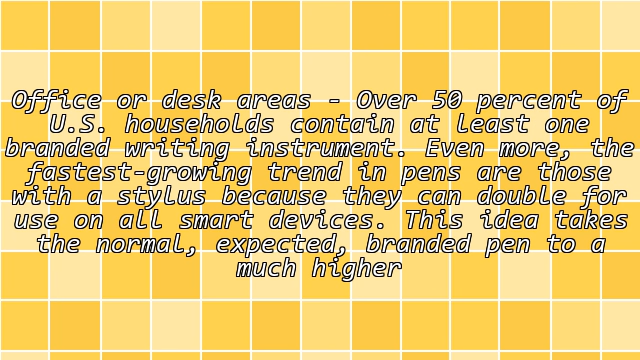 Office or desk areas - Over 50 percent of
U.S. households contain at least one
branded writing instrument. Even more, the
fastest-growing trend in pens are those
with a stylus because they can double for
use on all smart devices. This idea takes
the normal, expected, branded pen to a
much higher